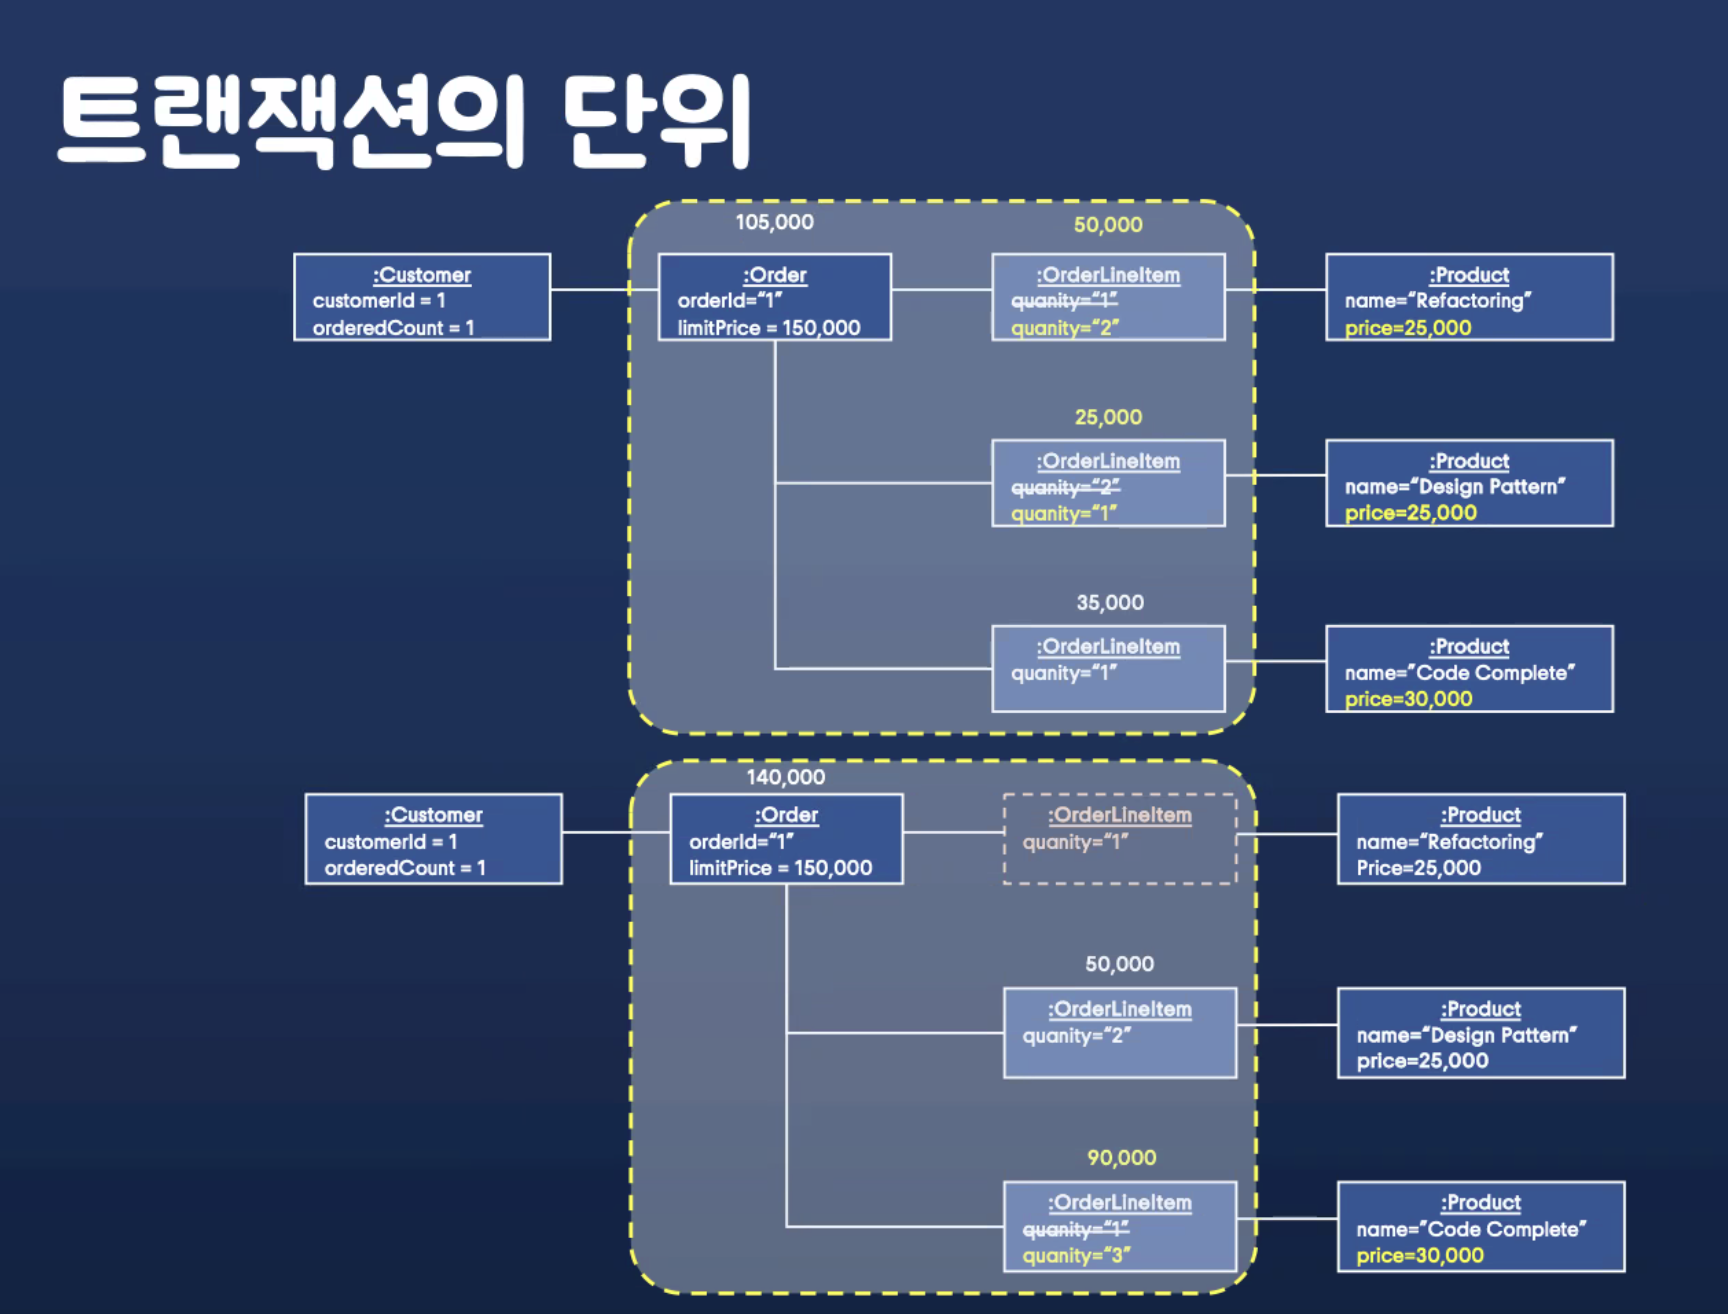 트랜잭션의 단위
105,000
50,000
:Customer
customerId = 1
orderedCount = 1
:Order
orderId=“1”
limitPrice = 150,000
:OrderLineItem
quanity=“1”
quanity=“2”
:Product
name=“Refactoring”
price=25,000
25,000
:OrderLineItem
quanity=“2”
quanity=“1”
:Product
name=“Design Pattern”
price=25,000
35,000
:OrderLineItem
quanity=“1”
:Product
name=”Code Complete”
price=30,000
140,000
:Customer
customerId = 1
orderedCount = 1
:Order
orderId=“1”
limitPrice = 150,000
:OrderLineItem
quanity=“1”
:Product
name=“Refactoring”
Price=25,000
50,000
:OrderLineItem
quanity=“2”
:Product
name=“Design Pattern”
price=25,000
90,000
:OrderLineItem
quanity=“1”
quanity=“3”
:Product
name=”Code Complete”
price=30,000